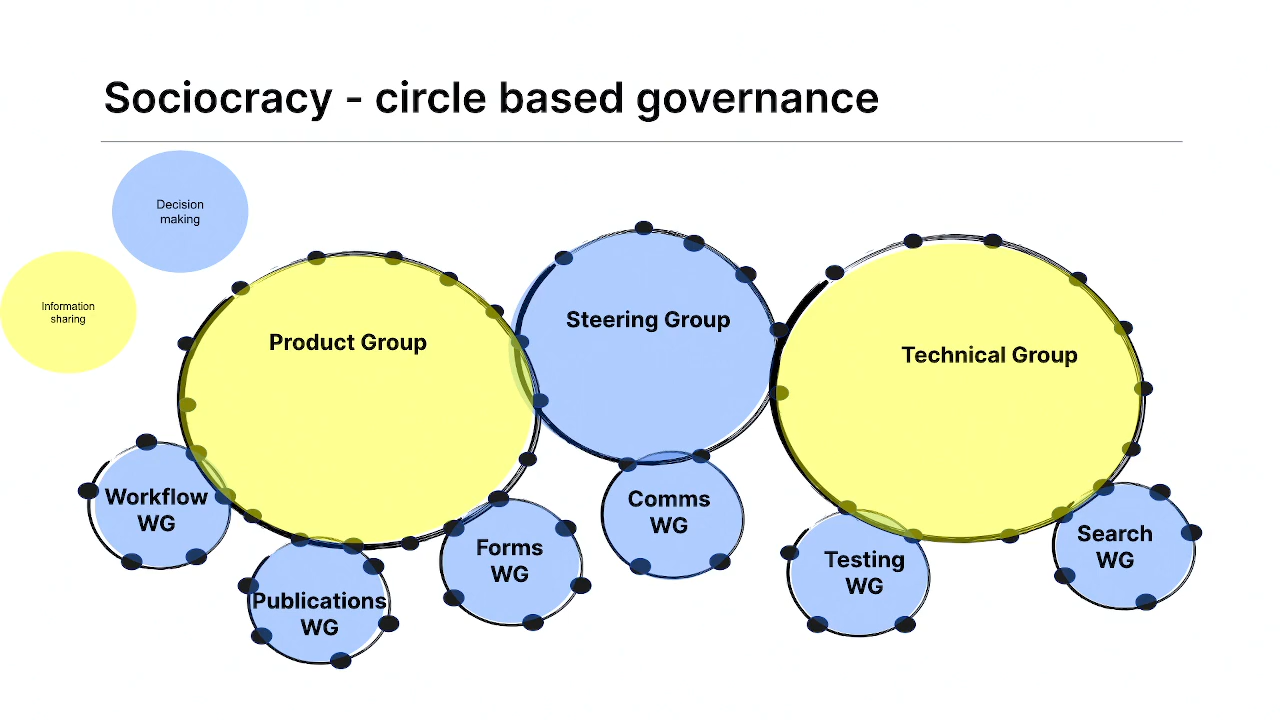 Sociocracy - circle based governance
Decision
making
Information
sharing
Product Group
Steering Group
Technical Group
Workflow
WG
Publications
WG
Forms
WG
Comms
WG
Testing
WG
Search
WG